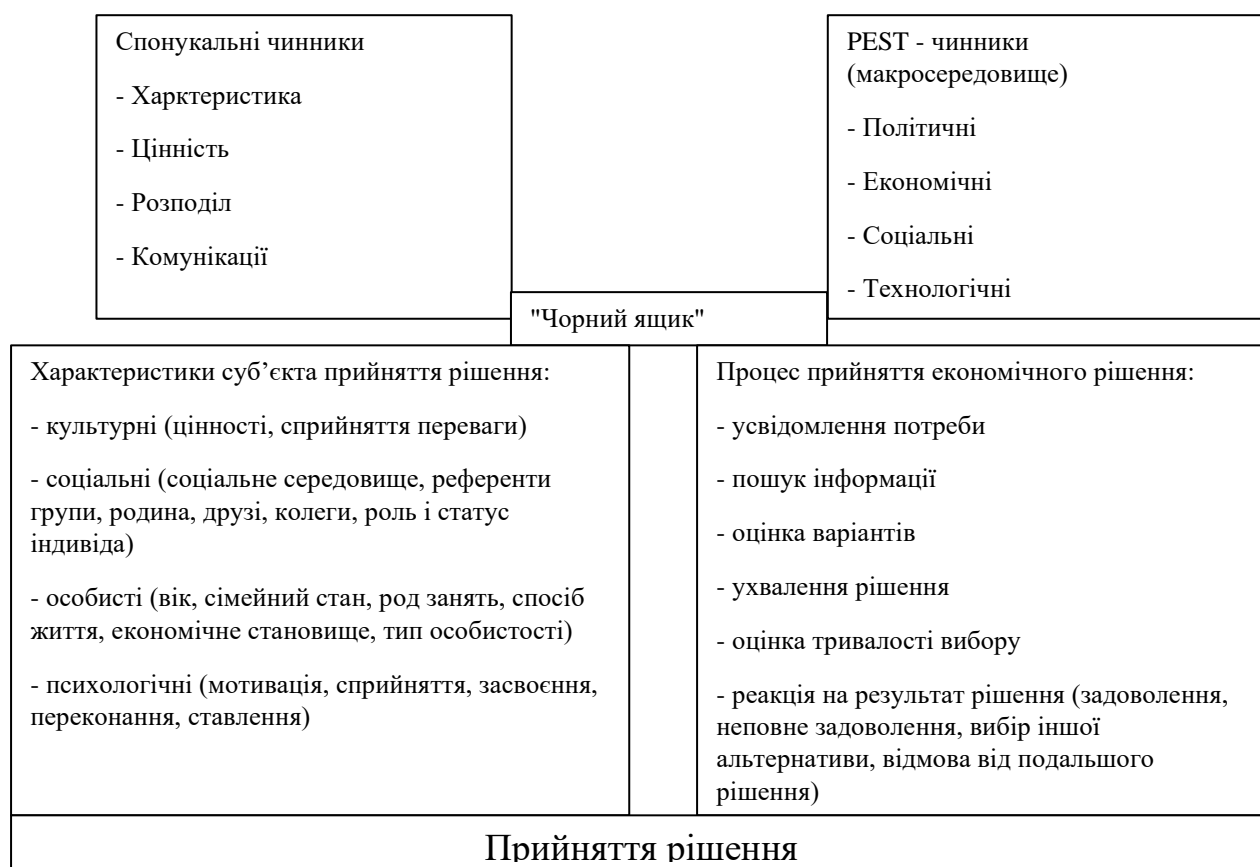 Спонукальні чинники
- Харктеристика
- Цінність
- Розподіл
- Комунікації
PEST - чинники
(макросередовище)
- Політичні
- Економічні
- Соціальні
- Технологічні
"Чорний ящик"
Характеристики суб’єкта прийняття рішення:
- культурні (цінності, сприйняття переваги)
- соціальні (соціальне середовище, референти
групи, родина, друзі, колеги, роль і статус
індивіда)
- особисті (вік, сімейний стан, род занять, спосіб
життя, економічне становище, тип особистості)
- психологічні (мотивація, сприйняття, засвоєння,
переконання, ставлення)
Процес прийняття економічного рішення:
- усвідомлення потреби
- пошук інформації
- оцінка варіантів
- ухвалення рішення
- оцінка тривалості вибору
- реакція на результат рішення (задоволення,
неповне задоволення, вибір іншої
альтернативи, відмова від подальшого
рішення)
Прийняття рішення